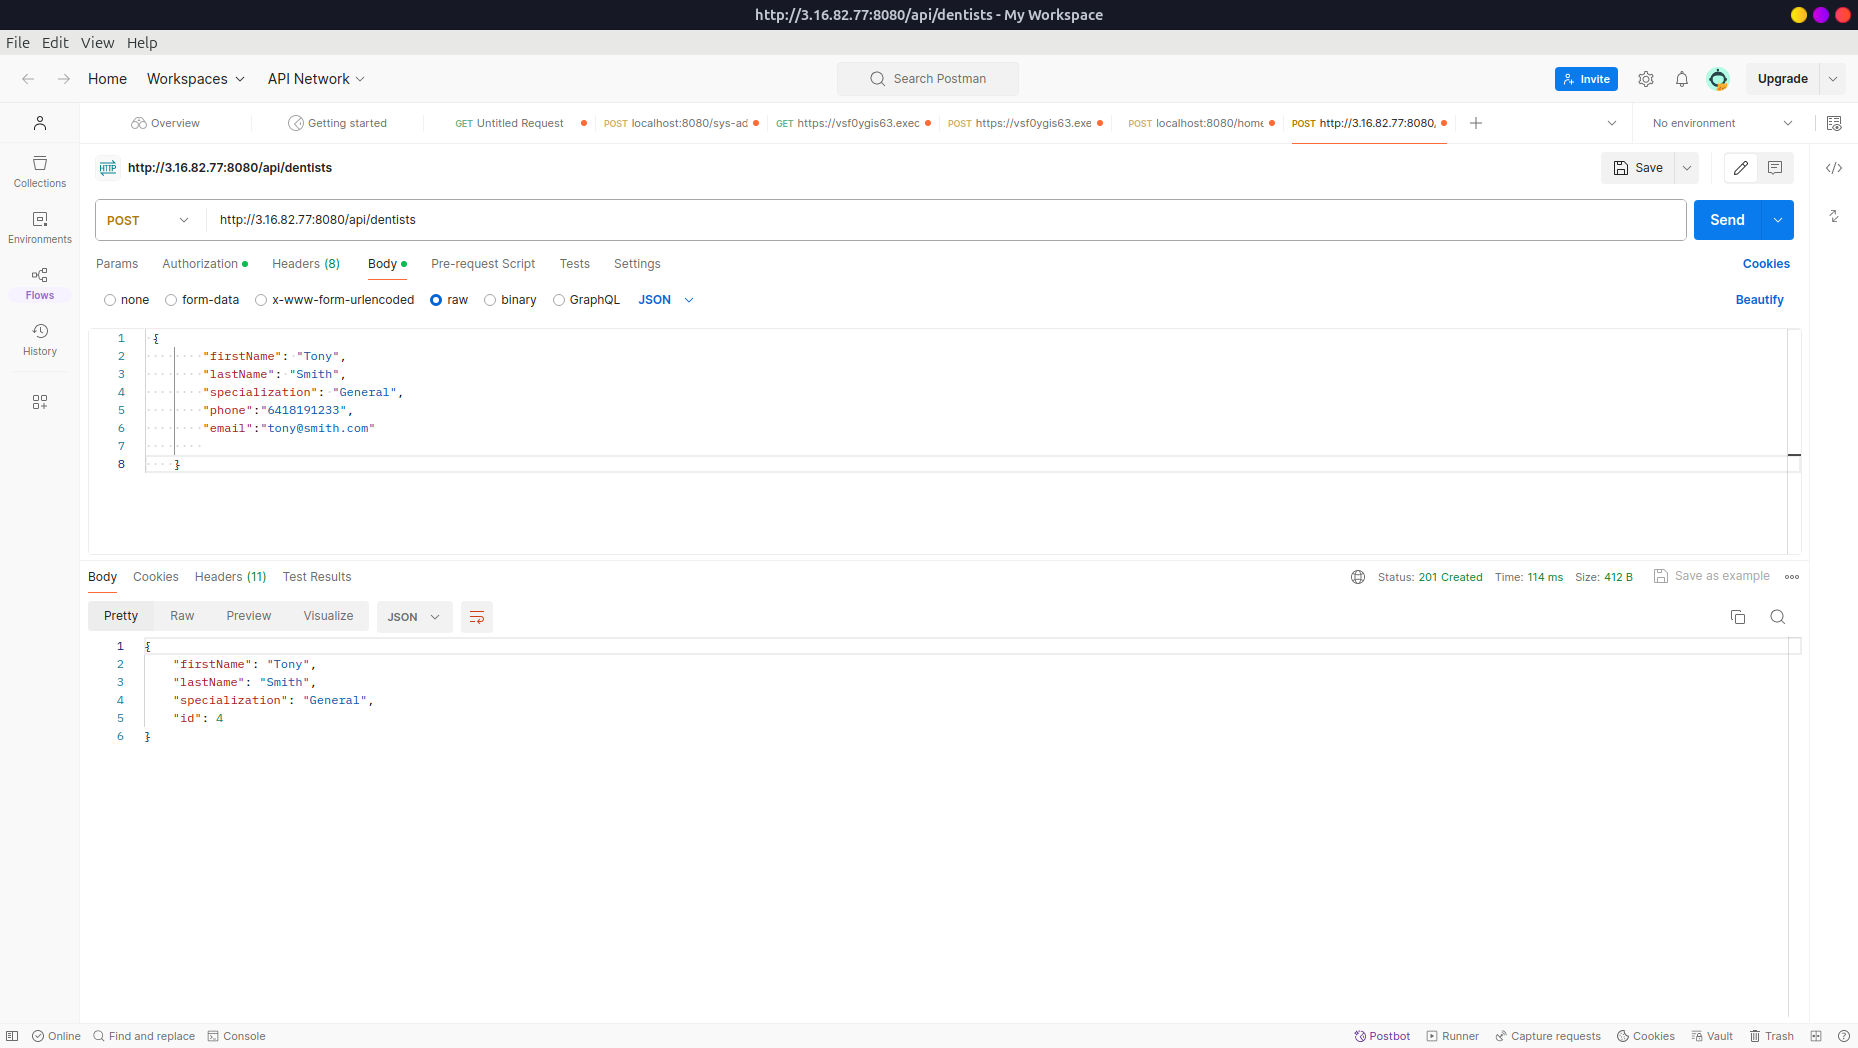 http://3.16.82.77:8080/api/dentists - My Workspace
File Edit View Help
Home Workspaces API Network Search Postman Invite Upgrade
Overview Getting started GET Untitled Request POST localhost:8080/sys-ad GET https://vsf0ygis63.exec POST https://vsf0ygis63.exe POST localhost:8080/home POST http://3.16.82.77:8080/ No environment
Collections
Environments
Flows
History
HTTP http://3.16.82.77:8080/api/dentists Save
POST http://3.16.82.77:8080/api/dentists Send
Params Authorization Headers (8) Body Pre-request Script Tests Settings Cookies
none form-data x-www-form-urlencoded raw binary GraphQL JSON Beautify
1 {
2 "firstName": "Tony",
3 "lastName": "Smith",
4 "specialization": "General",
5 "phone":"6418191233",
6 "email":"tony@smith.com"
7
8 }
Body Cookies Headers (11) Test Results Status: 201 Created Time: 114 ms Size: 412 B Save as example
Pretty Raw Preview Visualize JSON
1 {
2 "firstName": "Tony",
3 "lastName": "Smith",
4 "specialization": "General",
5 "id": 4
6 }
Online Find and replace Console Postbot Runner Capture requests Cookies Vault Trash